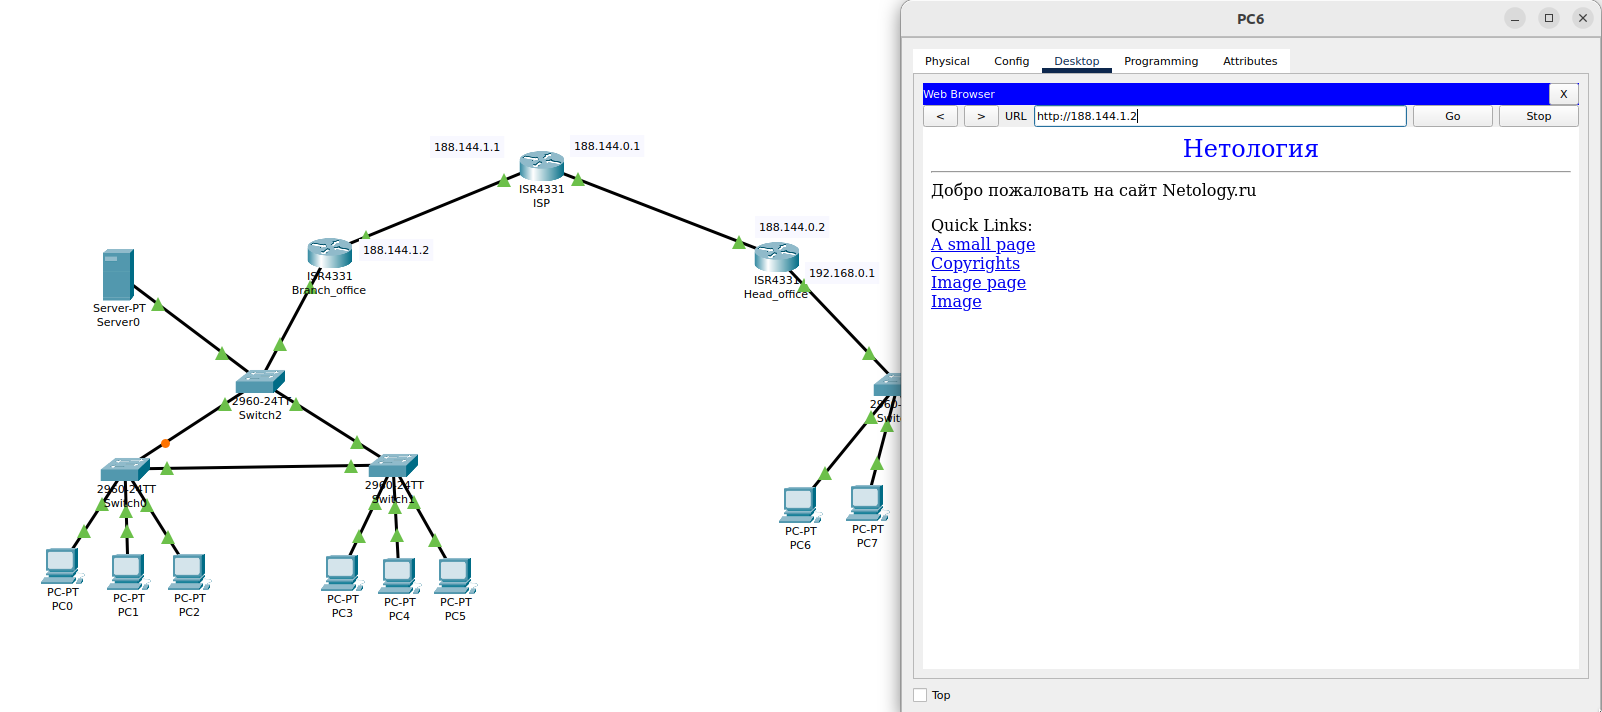 188.144.1.1
188.144.0.1
ISR4331
ISP
188.144.0.2
188.144.1.2
192.168.0.1
ISR4331
Branch_office
ISR4331
Head_office
Server-PT
Server0
2960-24TT
Switch2
2960-24TT
Switch0
2960-24TT
Switch1
2960-
Swit
PC-PT
PC6
PC-PT
PC7
PC-PT
PC0
PC-PT
PC1
PC-PT
PC2
PC-PT
PC3
PC-PT
PC4
PC-PT
PC5
PC6
Physical Config Desktop Programming Attributes
Web Browser X
< > URL http://188.144.1.2 Go Stop
Нетология
Добро пожаловать на сайт Netology.ru
Quick Links:
A small page
Copyrights
Image page
Image
Top